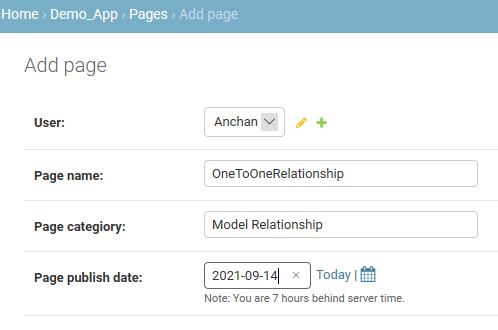 Home › Demo_App › Pages › Add page
Add page
User: Anchan
Page name: OneToOneRelationship
Page categiory: Model Relationship
Page publish date: 2021-09-14 × Today |
Note: You are 7 hours behind server time.